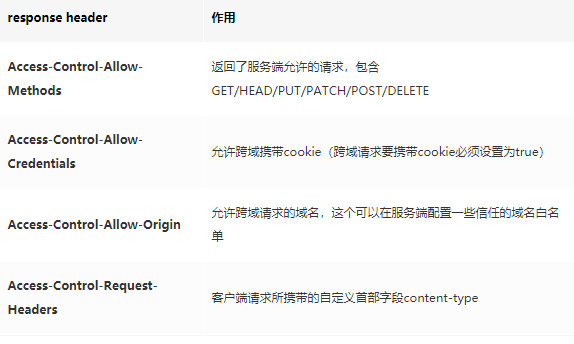 response header 作用
Access-Control-Allow-
Methods
返回了服务端允许的请求，包含
GET/HEAD/PUT/PATCH/POST/DELETE
Access-Control-Allow-
Credentials
允许跨域携带cookie（跨域请求要携带cookie必须设置为true）
Access-Control-Allow-Origin
允许跨域请求的域名，这个可以在服务端配置一些信任的域名白名
单
Access-Control-Request-
Headers
客户端请求所携带的自定义首部字段content-type